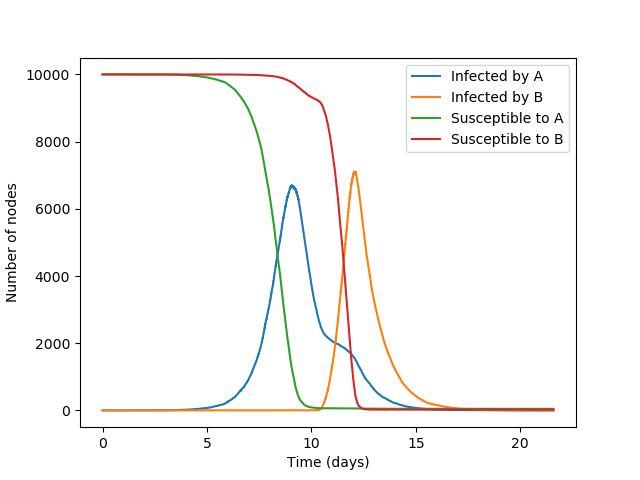 Number of nodes
10000
8000
6000
4000
2000
0
Infected by A
Infected by B
Susceptible to A
Susceptible to B
0 5 10 15 20
Time (days)